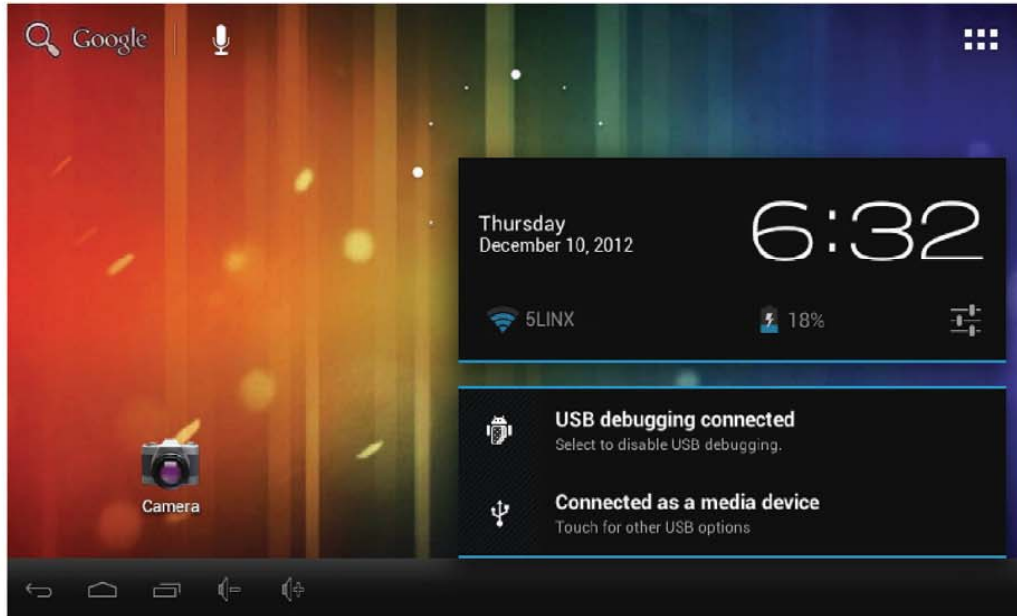 Google
Thursday
December 10, 2012
6:32
5LINX
18%
USB debugging connected
Select to disable USB debugging.
Connected as a media device
Touch for other USB options
Camera